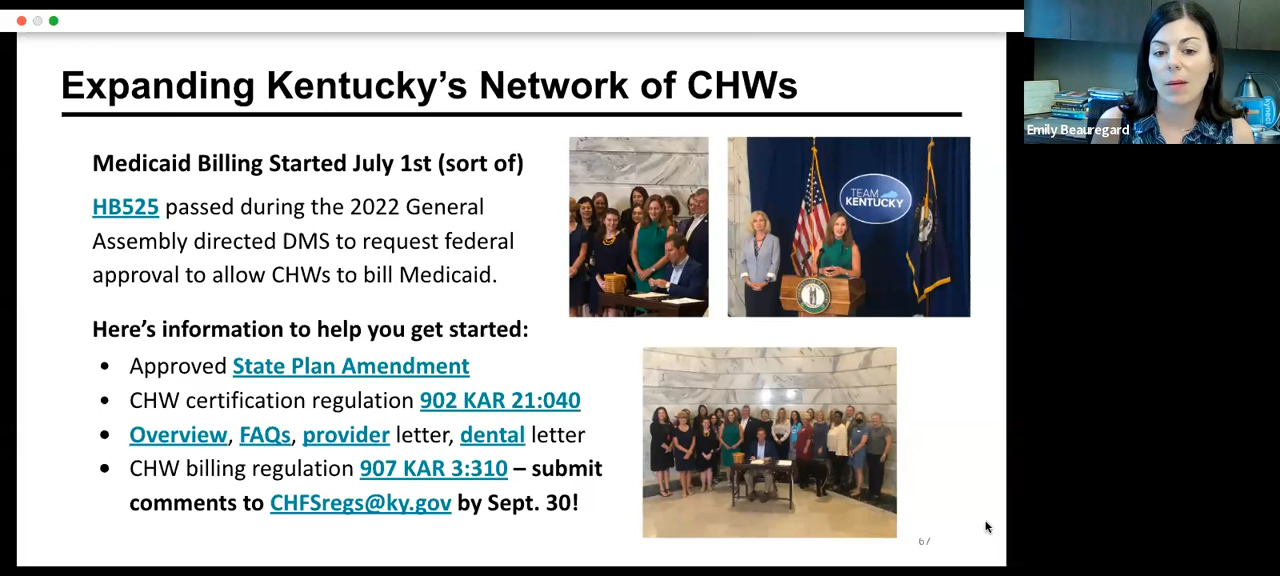 Expanding Kentucky’s Network of CHWs
Medicaid Billing Started July 1st (sort of)
HB525 passed during the 2022 General
Assembly directed DMS to request federal
approval to allow CHWs to bill Medicaid.
Here’s information to help you get started:
• Approved State Plan Amendment
• CHW certification regulation 902 KAR 21:040
• Overview, FAQs, provider letter, dental letter
• CHW billing regulation 907 KAR 3:310 – submit
comments to CHFSregs@ky.gov by Sept. 30!
TEAM
KENTUCKY
67
Emily Beauregard